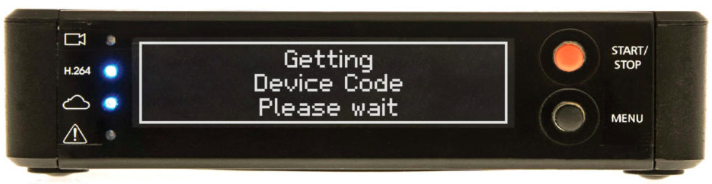 H.264
Getting
Device Code
Please wait
START/
STOP
MENU